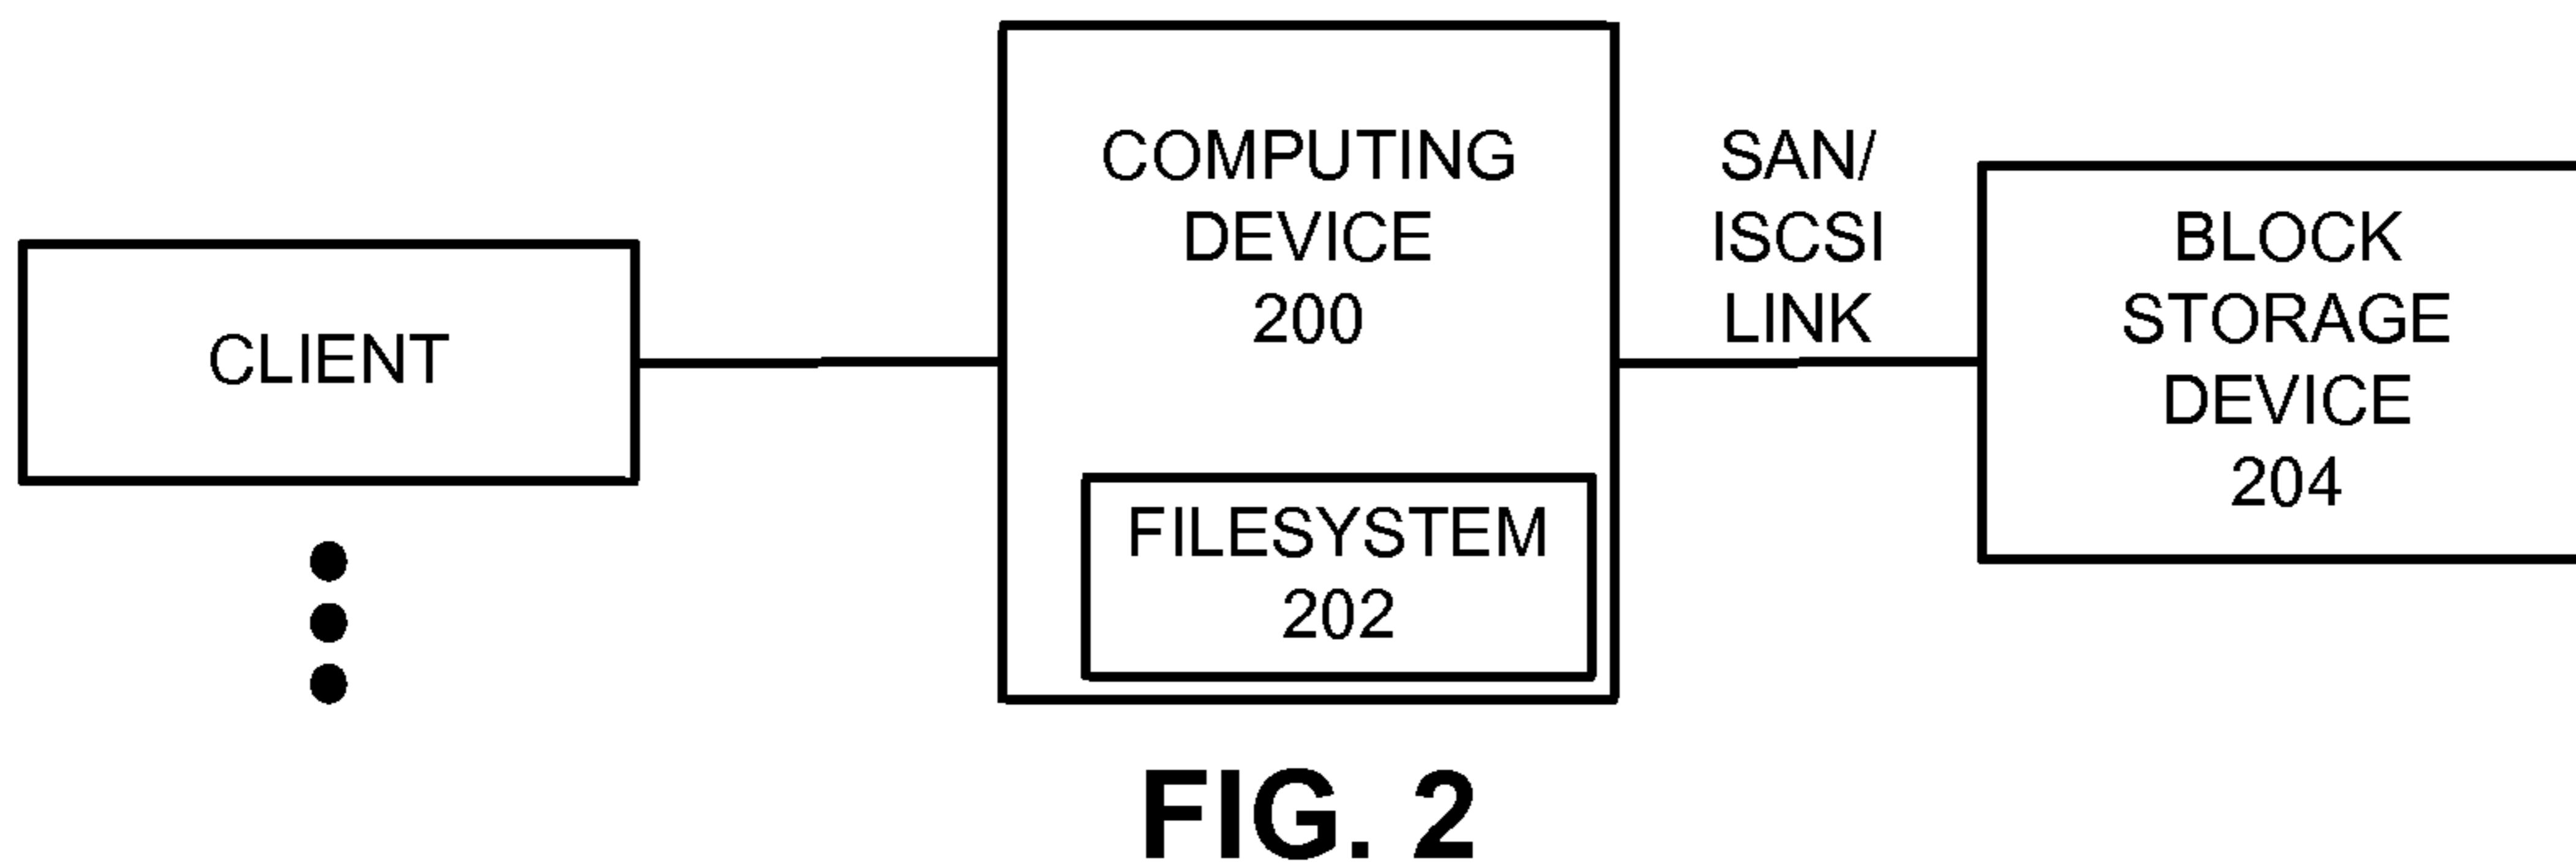 CLIENT
COMPUTING
DEVICE
200
FILESYSTEM
202
SAN/
ISCSI
LINK
BLOCK
STORAGE
DEVICE
204
FIG. 2